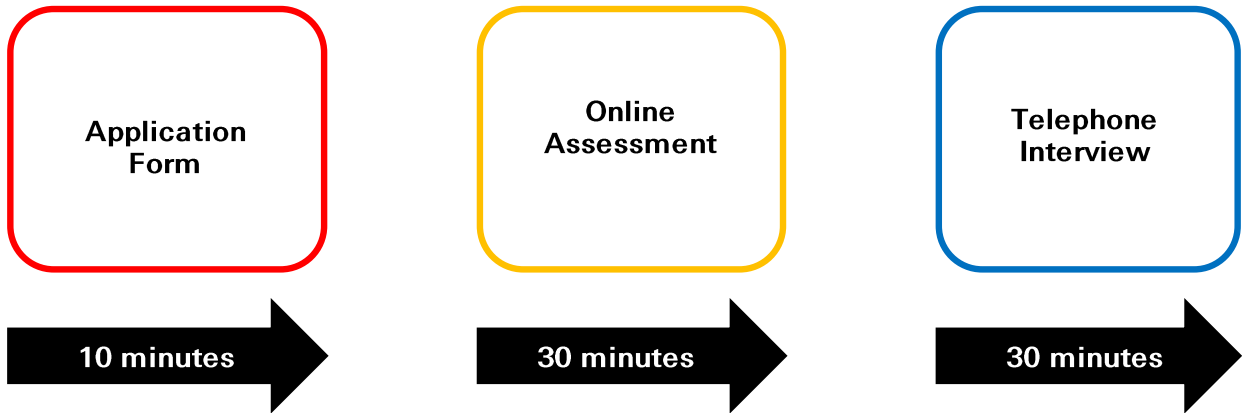 Application
Form
Online
Assessment
Telephone
Interview
10 minutes
30 minutes
30 minutes